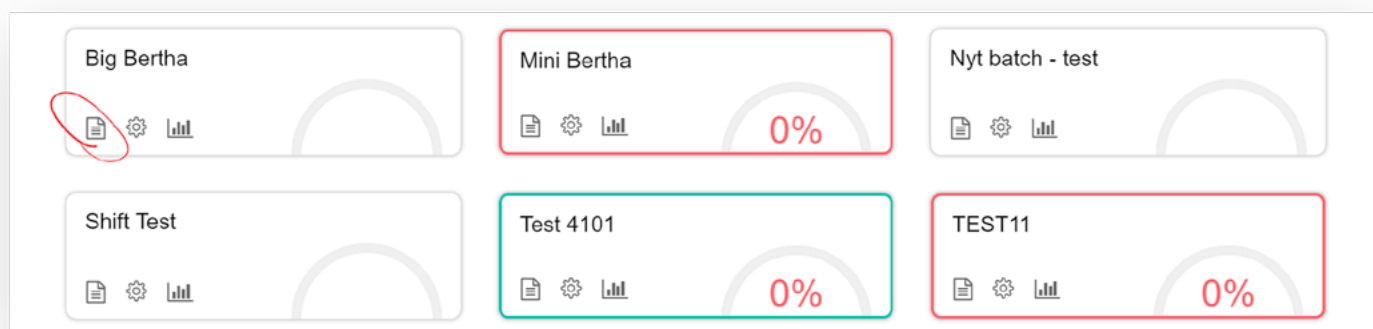 Big Bertha
Mini Bertha
0%
Nyt batch - test
Shift Test
Test 4101
0%
TEST11
0%